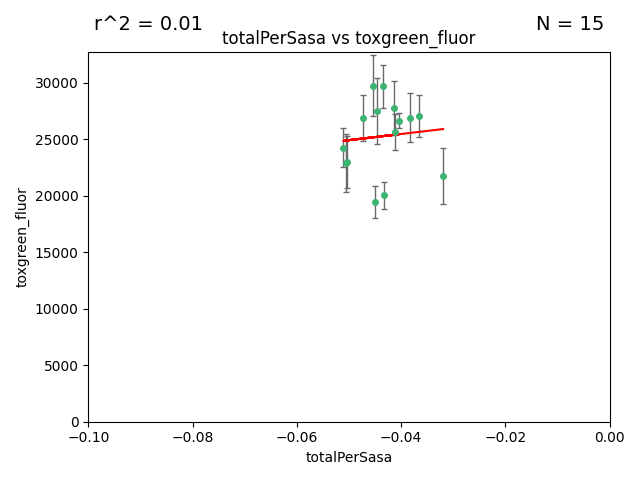 r^2 = 0.01
N = 15
totalPerSasa vs toxgreen_fluor
30000
25000
20000
15000
10000
5000
0
toxgreen_fluor
−0.10
−0.08
−0.06
−0.04
−0.02
0.00
totalPerSasa